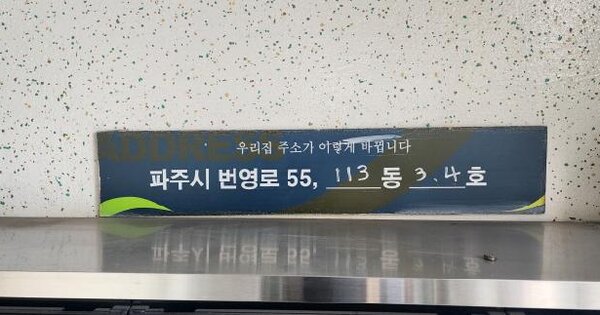 ADDRESS
우리집 주소가 이렇게 바뀝니다
파주시 번영로 55, 113 동 3.4 호